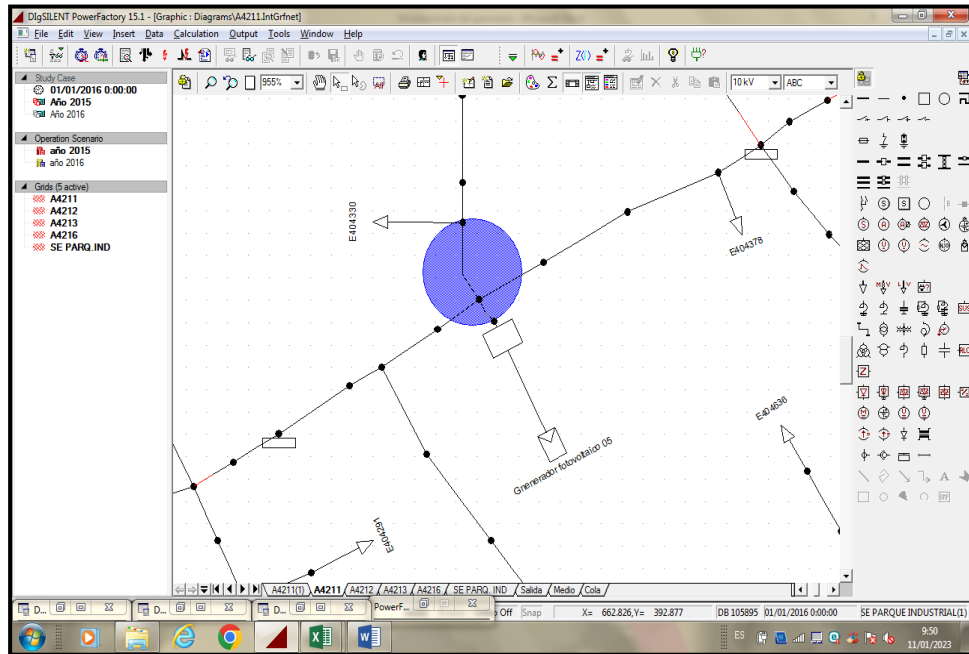 DIgSILENT PowerFactory 15.1 - [Graphic : Diagrams\A4211.IntGrfnet]
File Edit View Insert Data Calculation Output Tools Window Help
Study Case
01/01/2016 0:00:00
Año 2015
Año 2016
Operation Scenario
año 2015
año 2016
Grids (5 active)
A4211
A4212
A4213
A4216
SE PARQ.IND
955%
10 kV
ABC
E404330
E404378
E404636
Gnenerador fotovoltaico 05
E404291
A4211(1) A4211 A4212 A4213 A4216 SE PARQ. IND Salida Medio Cola
D... D... D... PowerF... Off Snap X= 662.826,Y= 392.877 DB 105895 01/01/2016 0:00:00 SE PARQUE INDUSTRIAL(1)
ES
9:50
11/01/2023